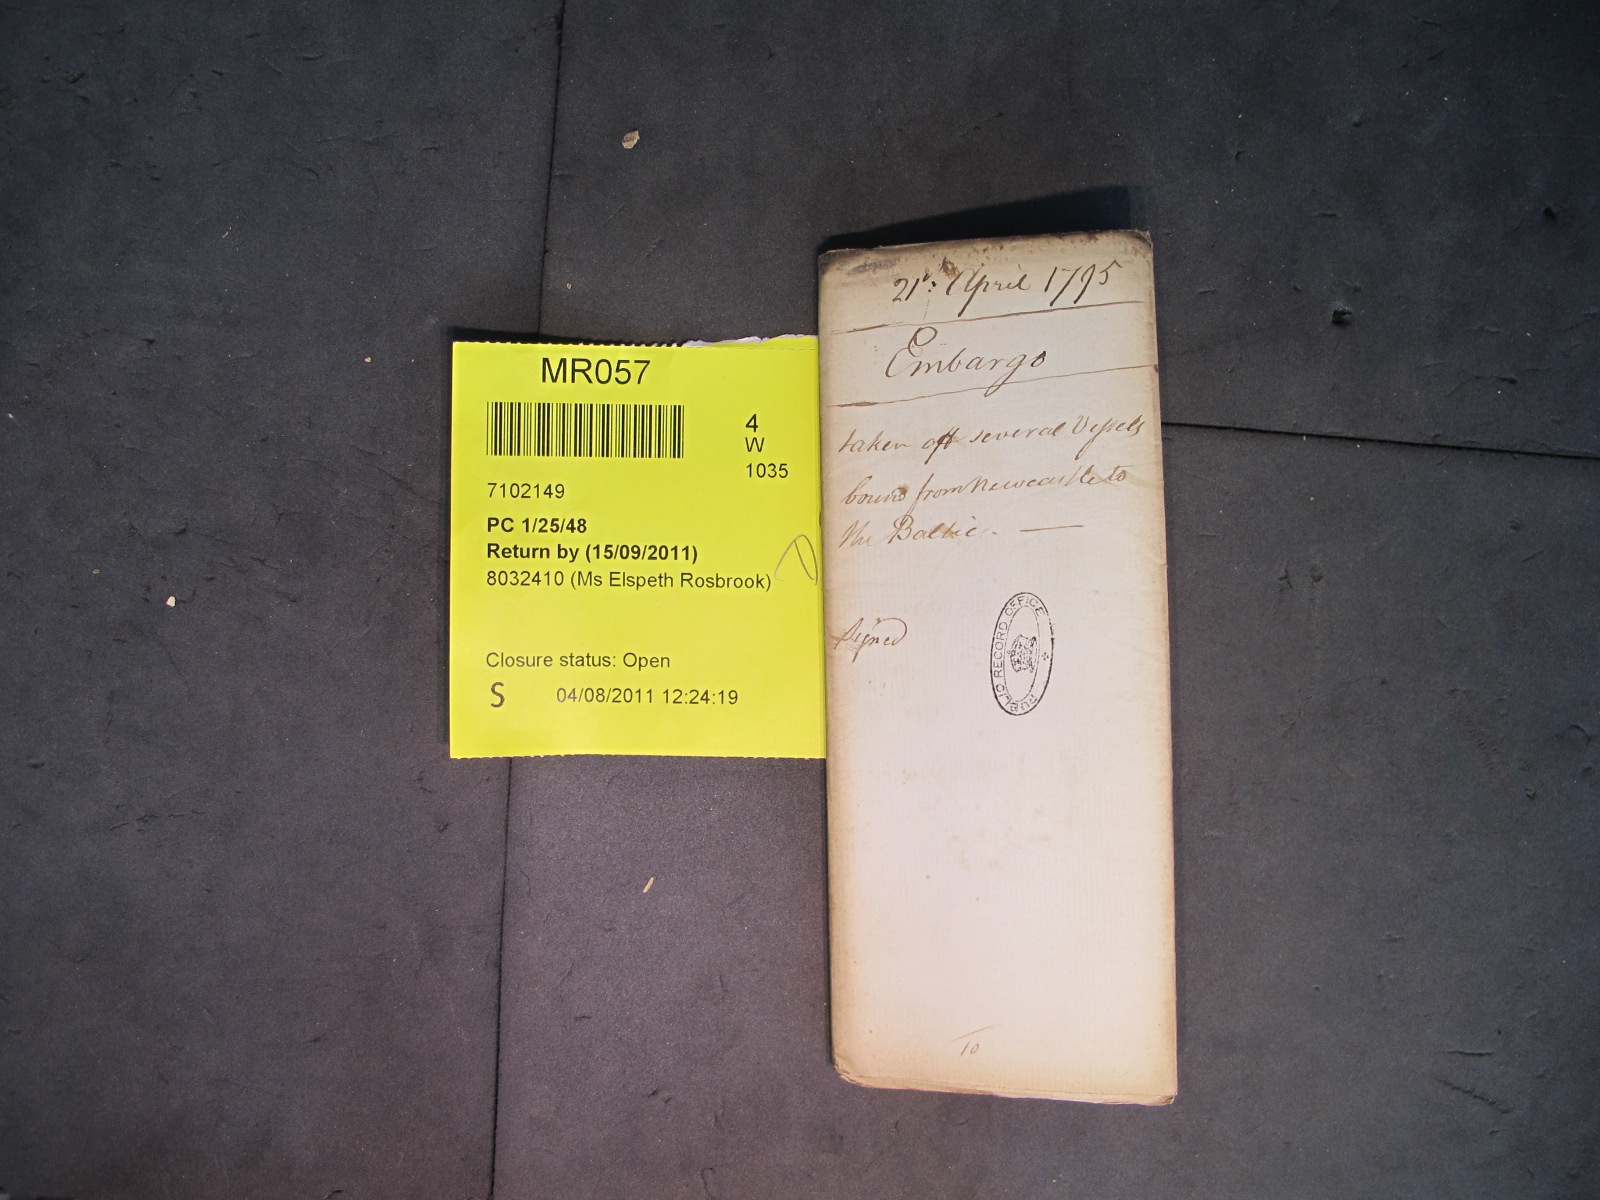 MR057
4
W
1035
7102149
PC 1/25/48
Return by (15/09/2011)
8032410 (Ms Elspeth Rosbrook)
Closure status: Open
S 04/08/2011 12:24:19
21st: April 1795
Embargo
taken off several Vessels
bound from Newcastle to
the Baltic. —
Signed
PUBLIC RECORD OFFICE
10